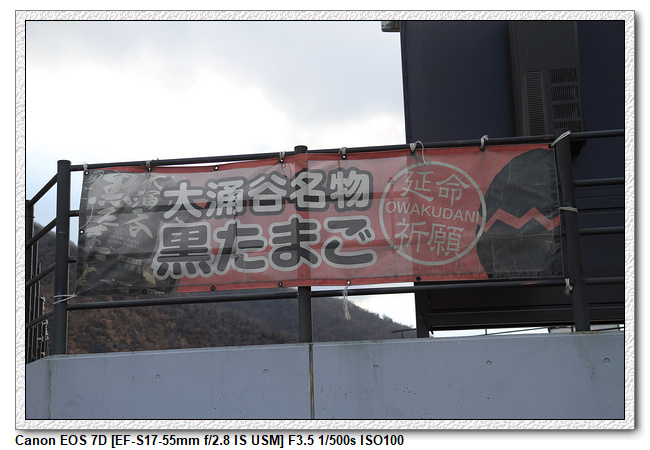 大涌谷名物
黒たまご
延命
OWAKUDANI
祈願
Canon EOS 7D [EF-S17-55mm f/2.8 IS USM] F3.5 1/500s ISO100